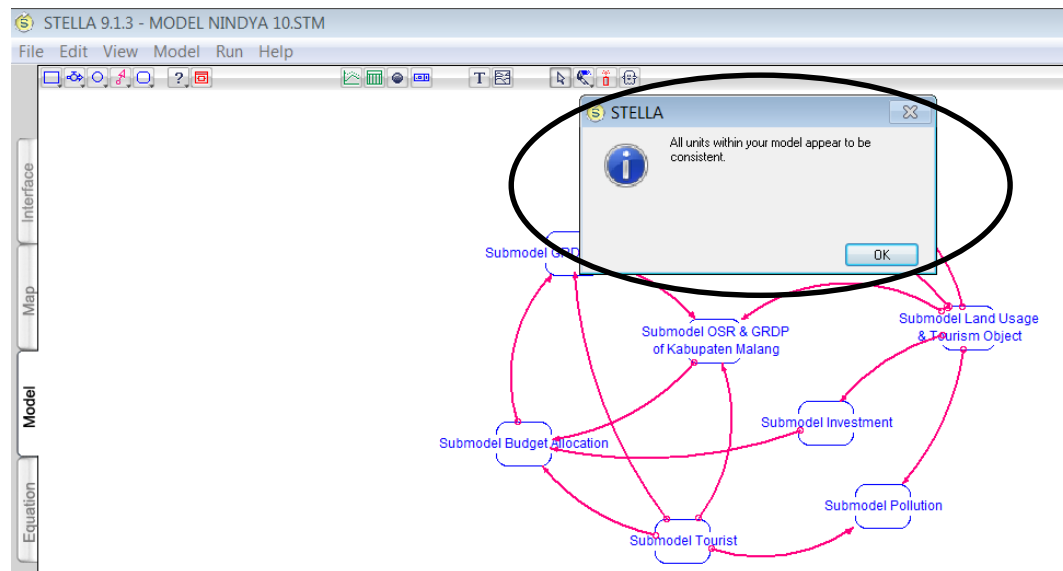 STELLA 9.1.3 - MODEL NINDYA 10.STM
File Edit View Model Run Help
T
?
STELLA
All units within your model appear to be
consistent.
OK
Interface
Map
Model
Equation
Submodel GRD
Submodel OSR & GRDP
of Kabupaten Malang
Submodel Land Usage
& Tourism Object
Submodel Investment
Submodel Budget Allocation
Submodel Pollution
Submodel Tourist